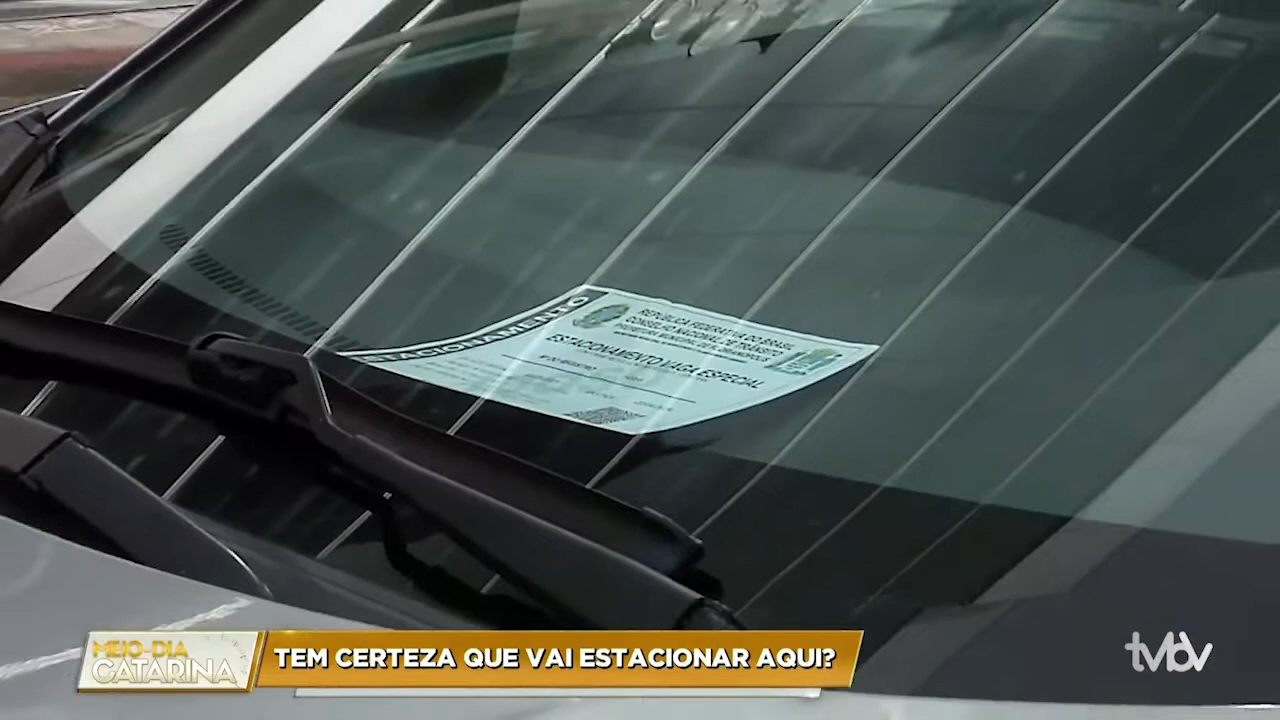 ESTACIONAMENTO
REPÚBLICA FEDERATIVA DO BRASIL
CONSELHO NACIONAL DE TRÂNSITO
ESTACIONAMENTO VAGA ESPECIAL
MEIO-DIA
CATARINA
TEM CERTEZA QUE VAI ESTACIONAR AQUI?
tvbv